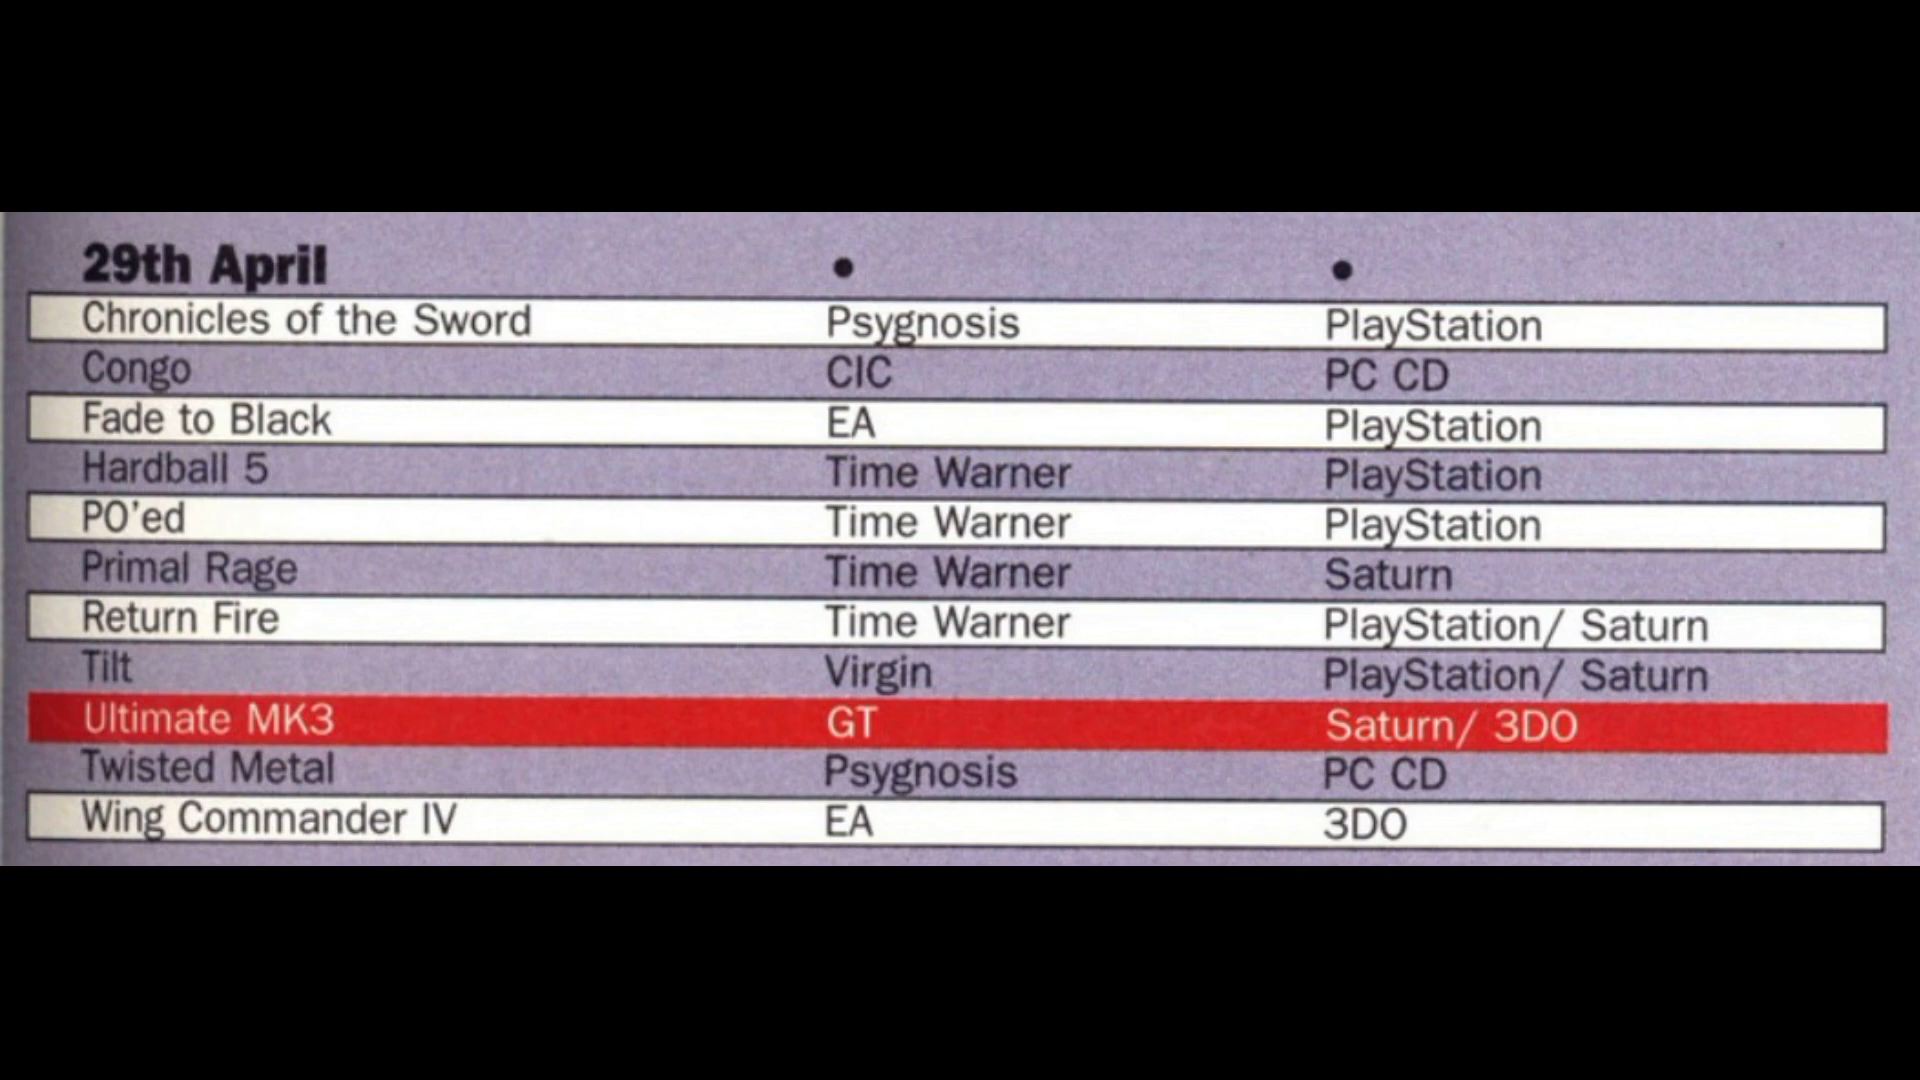 29th April • •
Chronicles of the Sword Psygnosis PlayStation
Congo CIC PC CD
Fade to Black EA PlayStation
Hardball 5 Time Warner PlayStation
PO'ed Time Warner PlayStation
Primal Rage Time Warner Saturn
Return Fire Time Warner PlayStation/ Saturn
Tilt Virgin PlayStation/ Saturn
Ultimate MK3 GT Saturn/ 3DO
Twisted Metal Psygnosis PC CD
Wing Commander IV EA 3DO